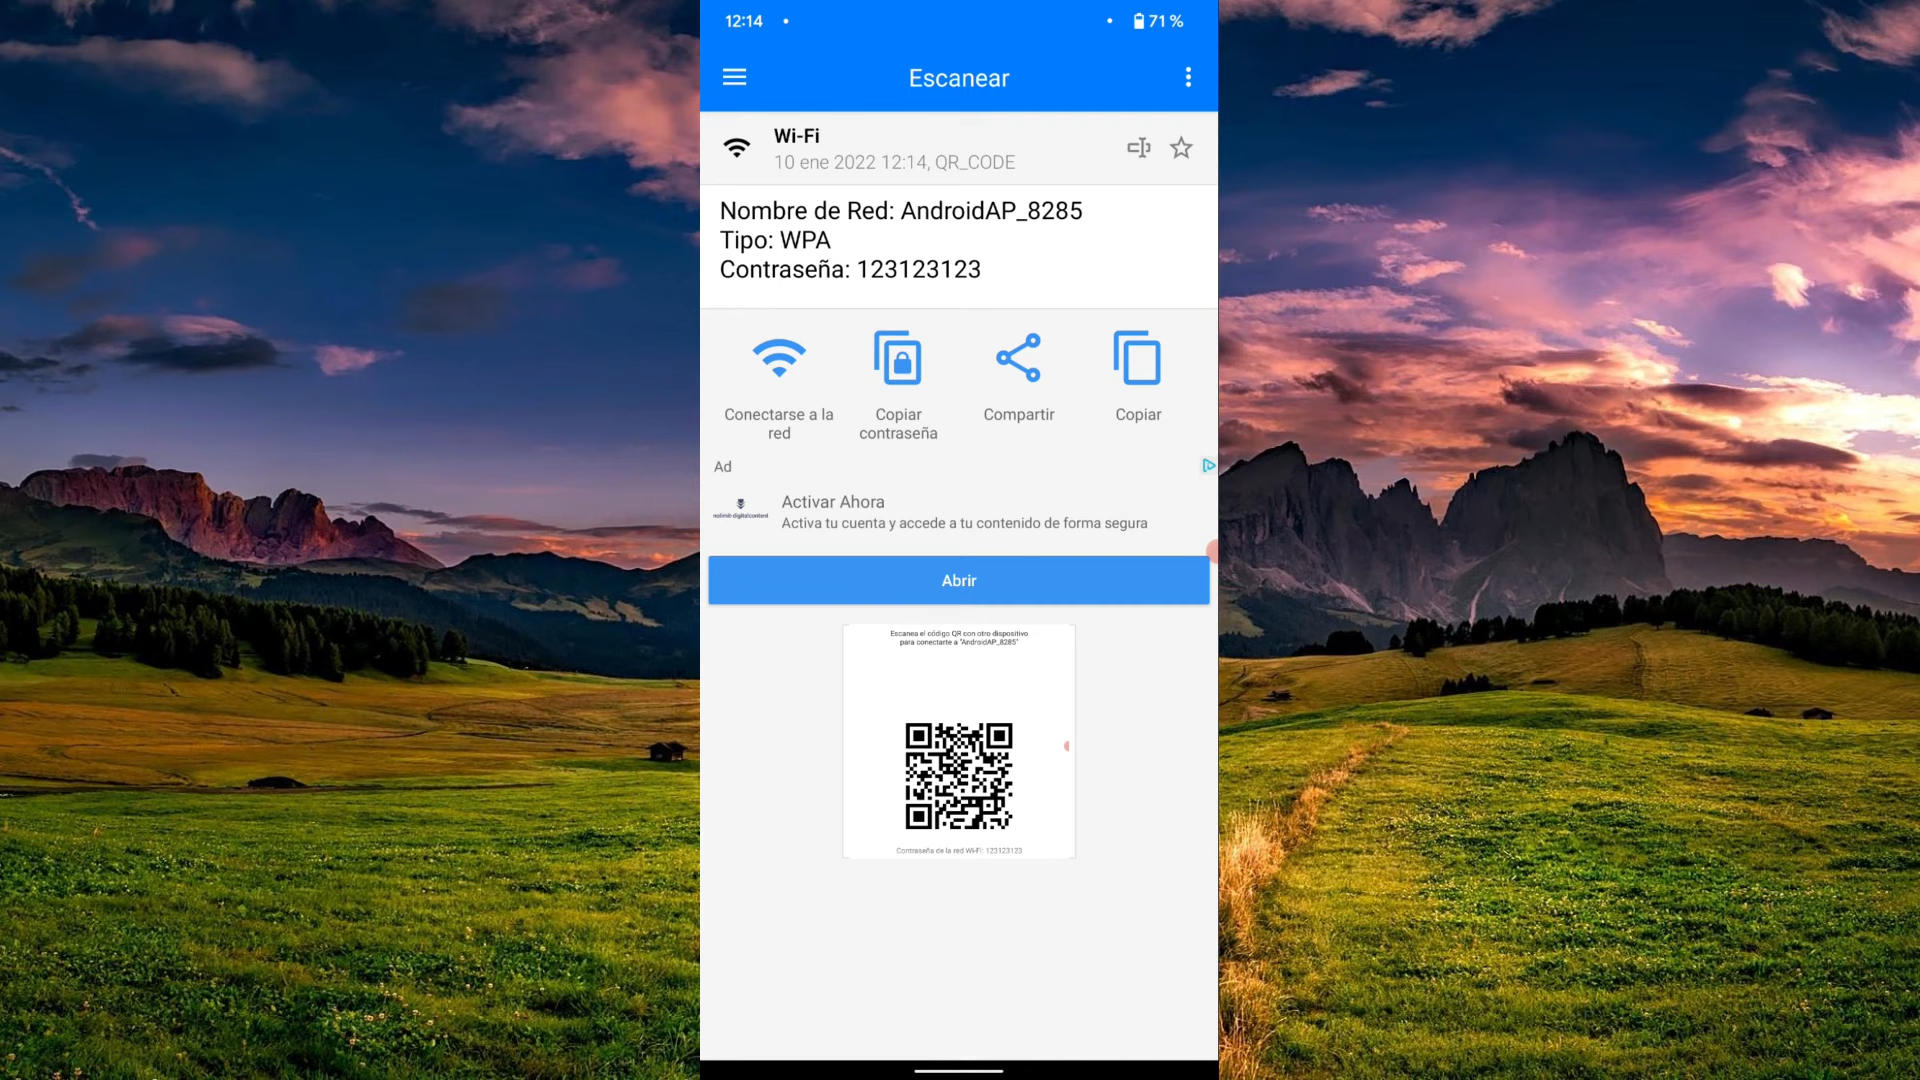 12:14
71 %
Escanear
Wi-Fi
10 ene 2022 12:14, QR_CODE
Nombre de Red: AndroidAP_8285
Tipo: WPA
Contraseña: 123123123
Conectarse a la
red
Copiar
contraseña
Compartir
Copiar
Ad
nolimit-digitalcontent
Activar Ahora
Activa tu cuenta y accede a tu contenido de forma segura
Abrir
Escanea el código QR con otro dispositivo
para conectarte a "AndroidAP_8285"
Contraseña de la red Wi-Fi: 123123123